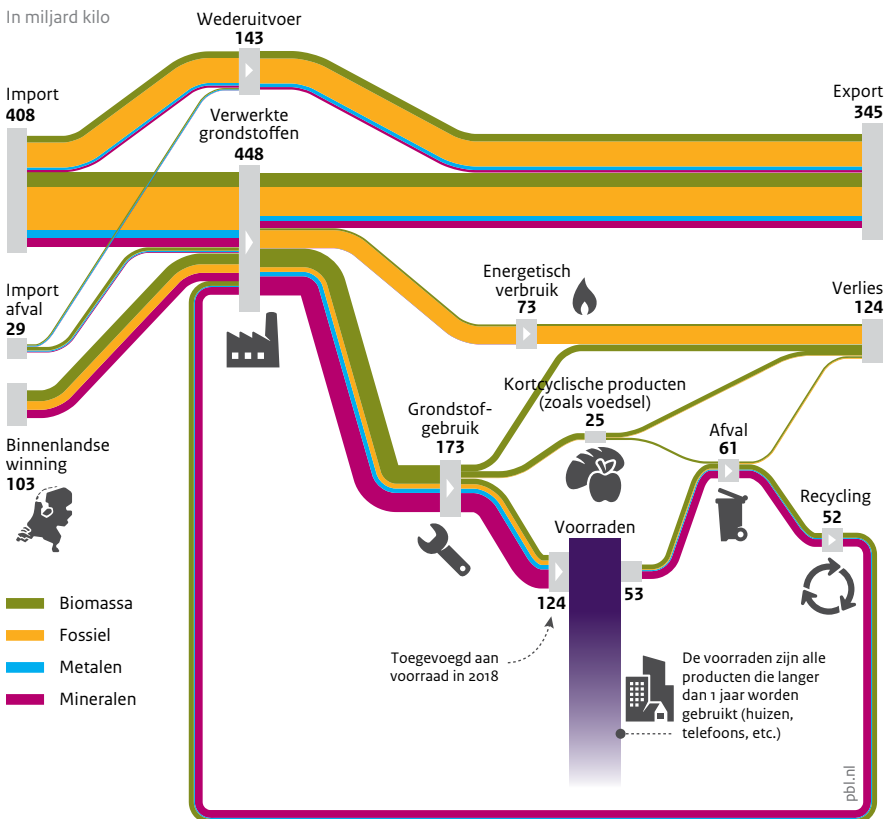 In miljard kilo
Wederuitvoer
143
Import
408
Verwerkte
grondstoffen
448
Export
345
Import
afval
29
Energetisch
verbruik
73
Verlies
124
Binnenlandse
winning
103
Grondstof-
gebruik
173
Kortcyclische producten
(zoals voedsel)
25
Afval
61
Recycling
52
Voorraden
124
53
Biomassa
Fossiel
Metalen
Mineralen
Toegevoegd aan
voorraad in 2018
De voorraden zijn alle
producten die langer
dan 1 jaar worden
gebruikt (huizen,
telefoons, etc.)
pbl.nl